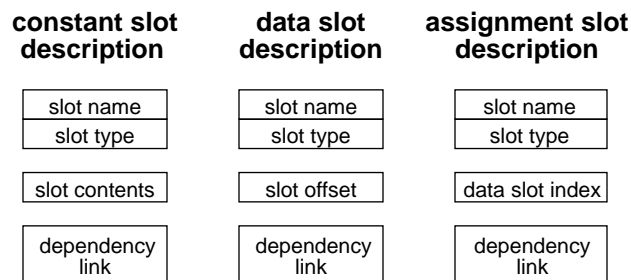 constant slot
description
slot name
slot type
slot contents
dependency
link
data slot
description
slot name
slot type
slot offset
dependency
link
assignment slot
description
slot name
slot type
data slot index
dependency
link